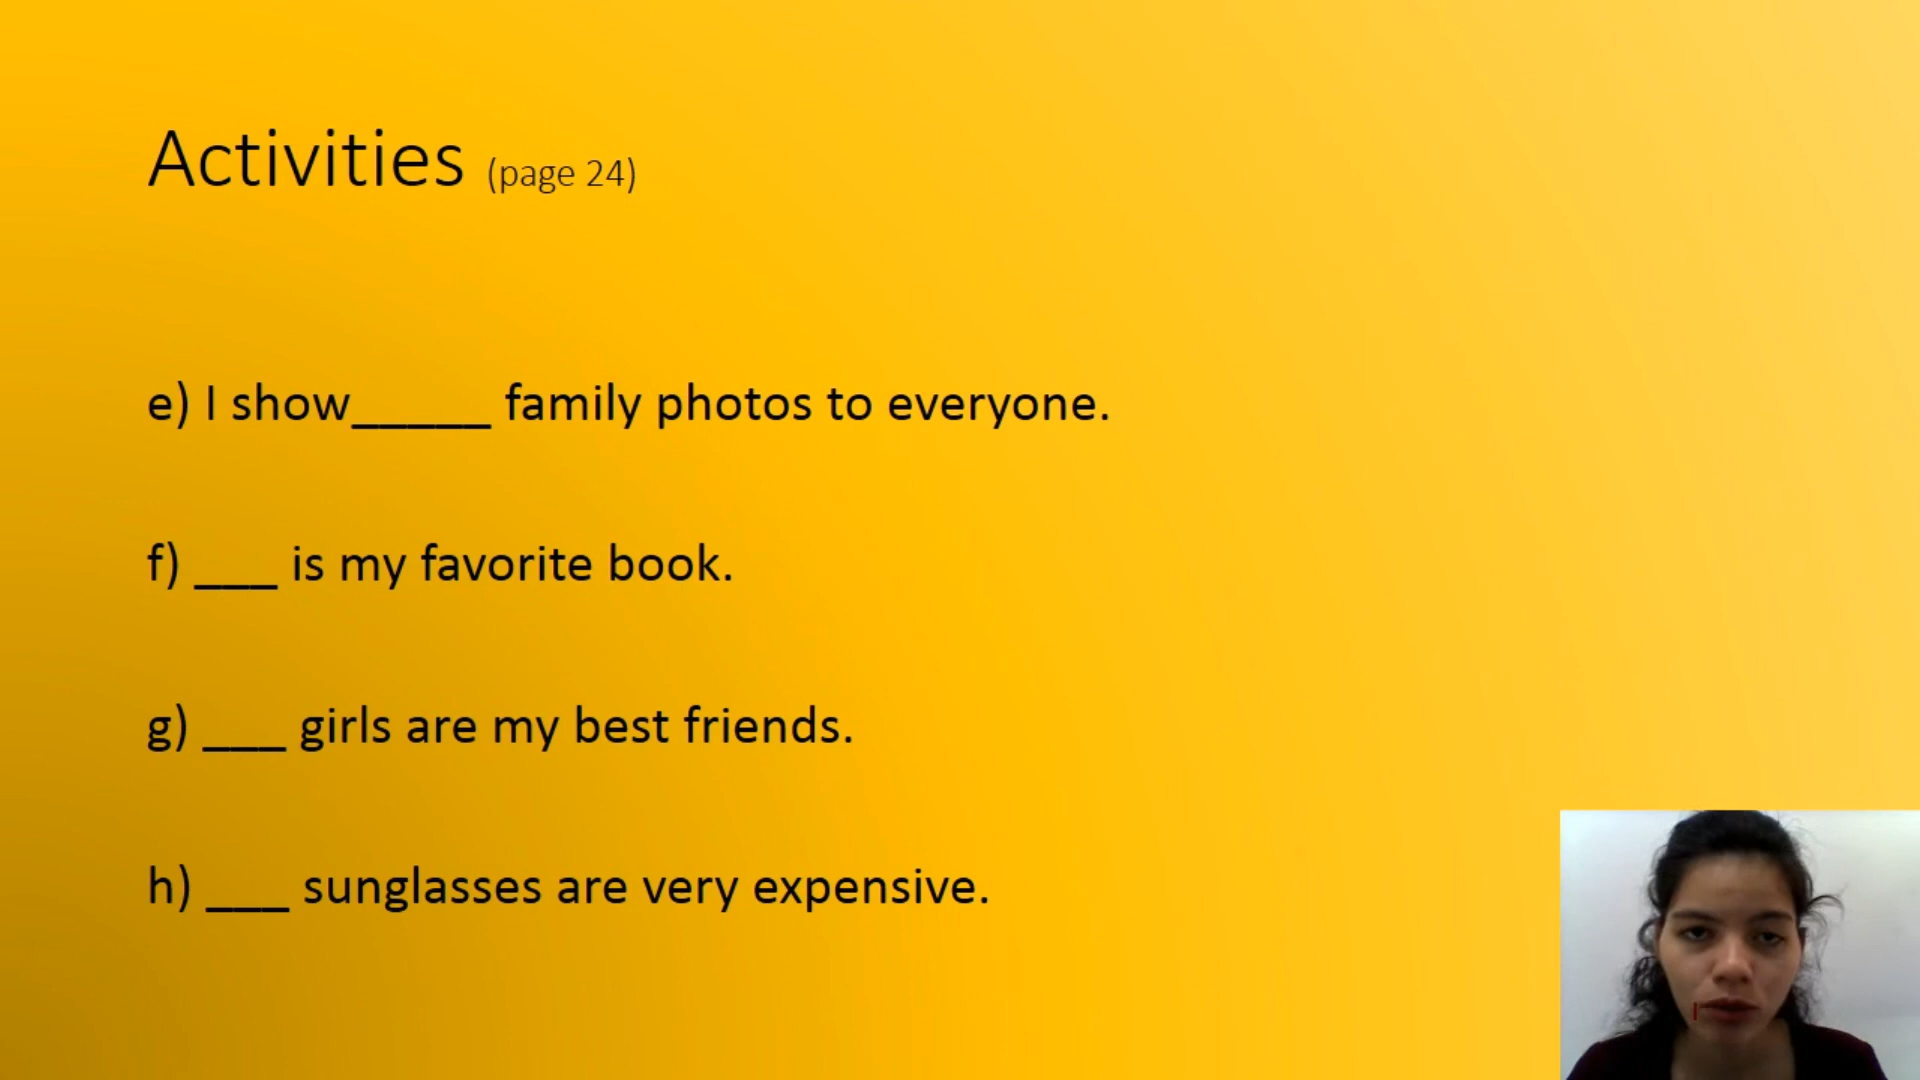 Activities (page 24)
e) I show_____ family photos to everyone.
f) ___ is my favorite book.
g) ___ girls are my best friends.
h) ___ sunglasses are very expensive.